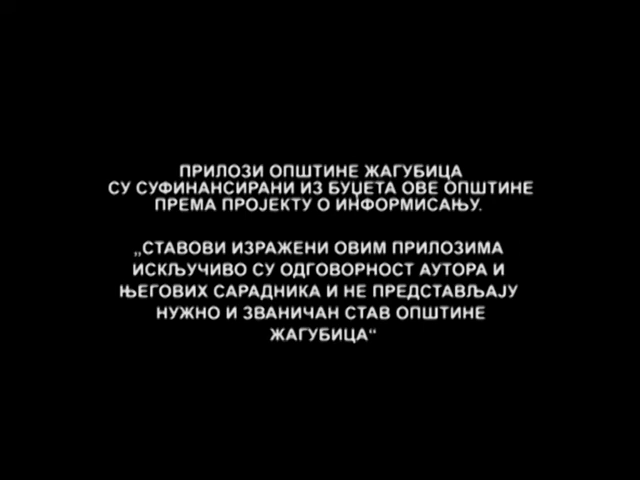 ПРИЛОЗИ ОПШТИНЕ ЖАГУБИЦА
СУ СУФИНАНСИРАНИ ИЗ БУЏЕТА ОВЕ ОПШТИНЕ
ПРЕМА ПРОЈЕКТУ О ИНФОРМИСАЊУ.
„СТАВОВИ ИЗРАЖЕНИ ОВИМ ПРИЛОЗИМА
ИСКЉУЧИВО СУ ОДГОВОРНОСТ АУТОРА И
ЊЕГОВИХ САРАДНИКА И НЕ ПРЕДСТАВЉАЈУ
НУЖНО И ЗВАНИЧАН СТАВ ОПШТИНЕ
ЖАГУБИЦА“